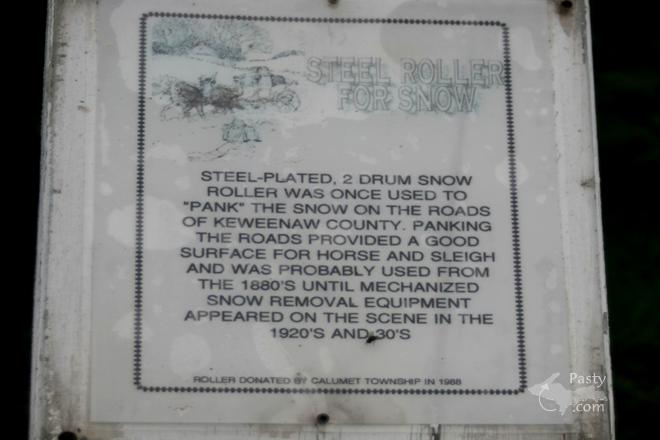 STEEL ROLLER
FOR SNOW
STEEL-PLATED, 2 DRUM SNOW
ROLLER WAS ONCE USED TO
"PANK" THE SNOW ON THE ROADS
OF KEWEENAW COUNTY. PANKING
THE ROADS PROVIDED A GOOD
SURFACE FOR HORSE AND SLEIGH
AND WAS PROBABLY USED FROM
THE 1880'S UNTIL MECHANIZED
SNOW REMOVAL EQUIPMENT
APPEARED ON THE SCENE IN THE
1920'S AND 30'S
ROLLER DONATED BY CALUMET TOWNSHIP IN 1988
Pasty
.com